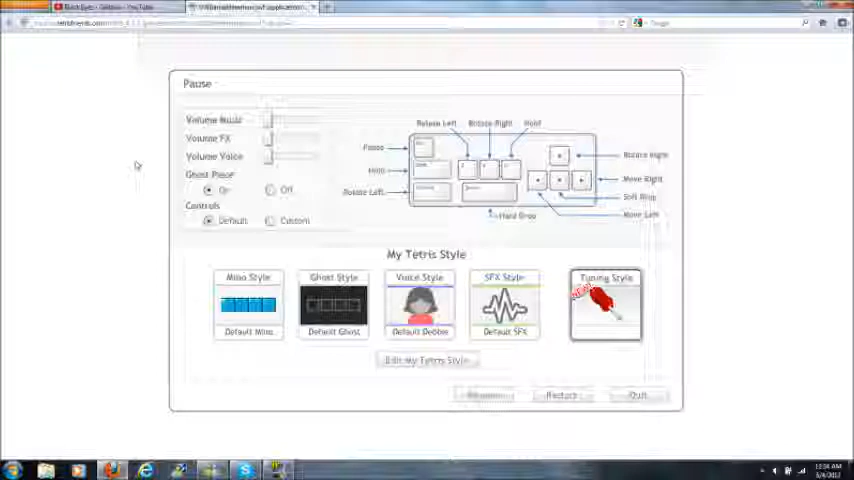 Pause
Volume Music
Volume FX
Volume Voice
Ghost Piece
On Off
Controls
Default Custom
Rotate Left Rotate Right Hold
Pause
Hold
Rotate Left
Rotate Right
Move Right
Soft Drop
Move Left
Hard Drop
My Tetris Style
Mino Style
Default Mino
Ghost Style
Default Ghost
Voice Style
Default Debbie
SFX Style
Default SFX
Tuning Style
NEW
Edit My Tetris Style
Restart
Quit